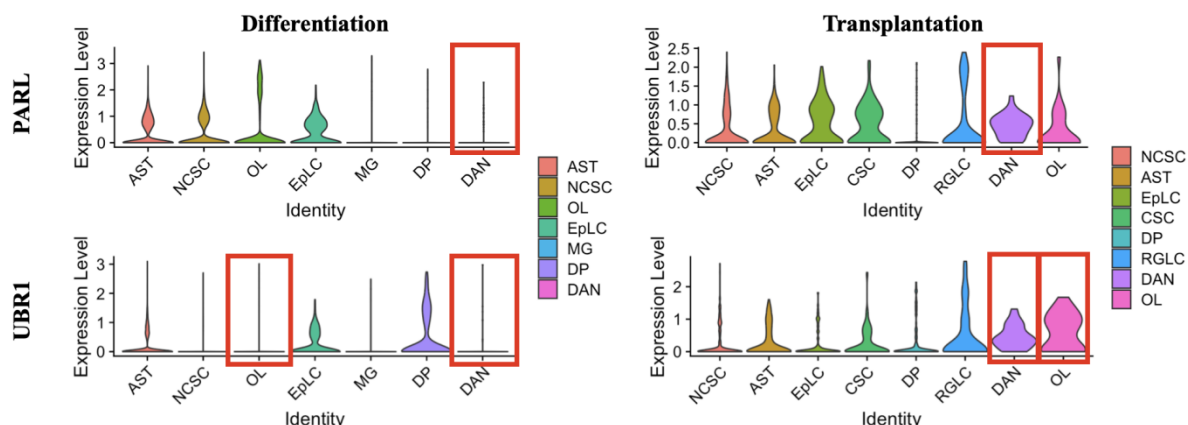 Differentiation
Transplantation
PARL
Expression Level
3
2
1
0
AST
NCSC
OL
EpLC
MG
DP
DAN
Identity
Expression Level
2.5
2.0
1.5
1.0
0.5
0.0
NCSC
AST
EpLC
CSC
DP
RGLC
DAN
OL
Identity
AST
NCSC
OL
EpLC
MG
DP
DAN
NCSC
AST
EpLC
CSC
DP
RGLC
DAN
OL
UBR1
Expression Level
3
2
1
0
AST
NCSC
OL
EpLC
MG
DP
DAN
Identity
Expression Level
2
1
0
NCSC
AST
EpLC
CSC
DP
RGLC
DAN
OL
Identity